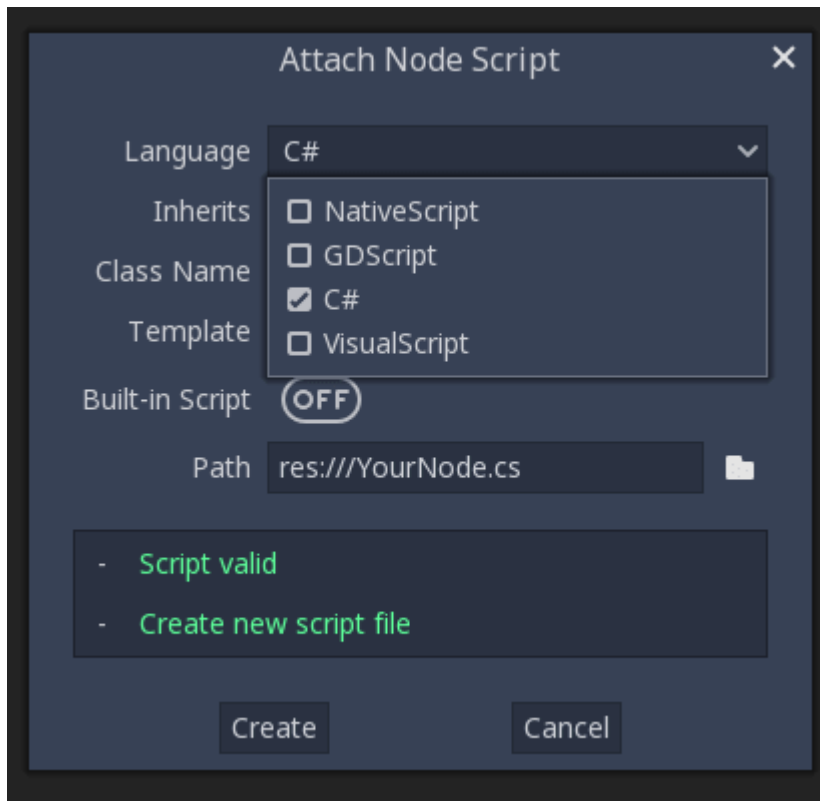 Attach Node Script
Language C#
Inherits
NativeScript
GDScript
Class Name
C#
Template
VisualScript
Built-in Script OFF
Path res:///YourNode.cs
- Script valid
- Create new script file
Create Cancel